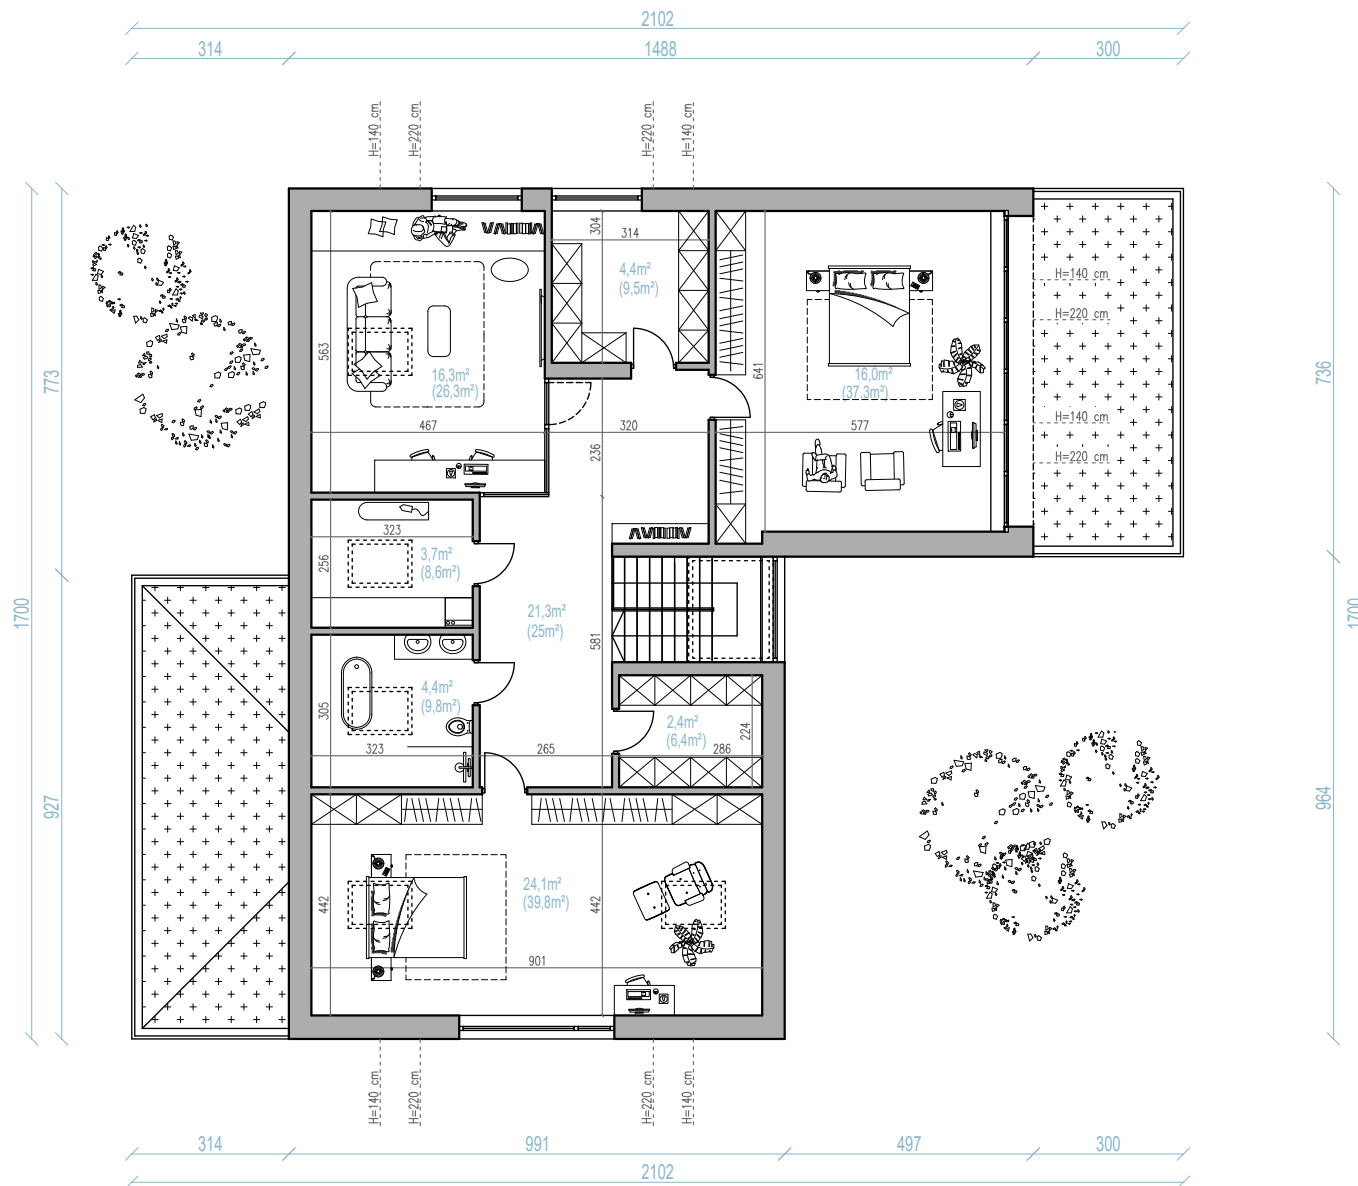 2102
314 1488 300
H=140 cm
H=220 cm
H=220 cm
H=140 cm
304
314
4,4m²
(9,5m²)
H=140 cm
H=220 cm
563
16,3m²
(26,3m²)
641
16,0m²
(37,3m²)
773
736
467 320 577
236
H=140 cm
H=220 cm
323
256
3,7m²
(8,6m²)
1700
21,3m²
(25m²)
581
1700
4,4m²
(9,8m²)
305
323 265
2,4m²
(6,4m²)
286
224
927
964
24,1m²
(39,8m²)
442
442
901
H=140 cm
H=220 cm
H=220 cm
H=140 cm
314 991 497 300
2102